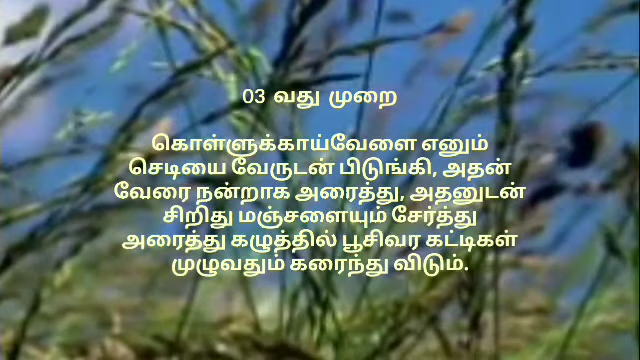 03 வது முறை
கொள்ளுக்காய்வேளை எனும்
செடியை வேருடன் பிடுங்கி, அதன்
வேரை நன்றாக அரைத்து, அதனுடன்
சிறிது மஞ்சளையும் சேர்த்து
அரைத்து கழுத்தில் பூசிவர கட்டிகள்
முழுவதும் கரைந்து விடும்.